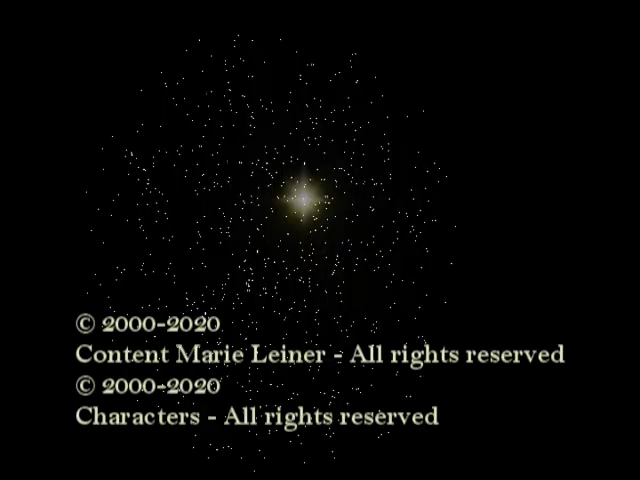 © 2000-2020
Content Marie Leiner - All rights reserved
© 2000-2020
Characters - All rights reserved